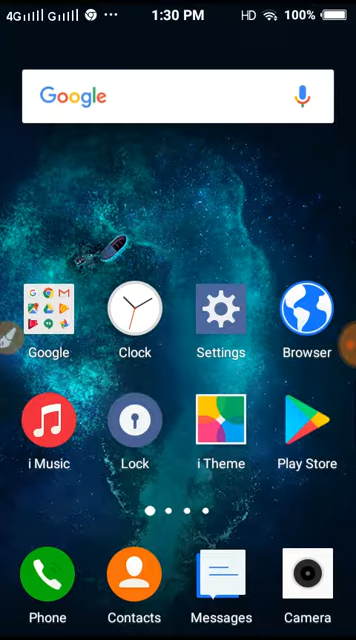 4G G ... 1:30 PM HD 100%
Google
Google Clock Settings Browser
i Music Lock i Theme Play Store
Phone Contacts Messages Camera